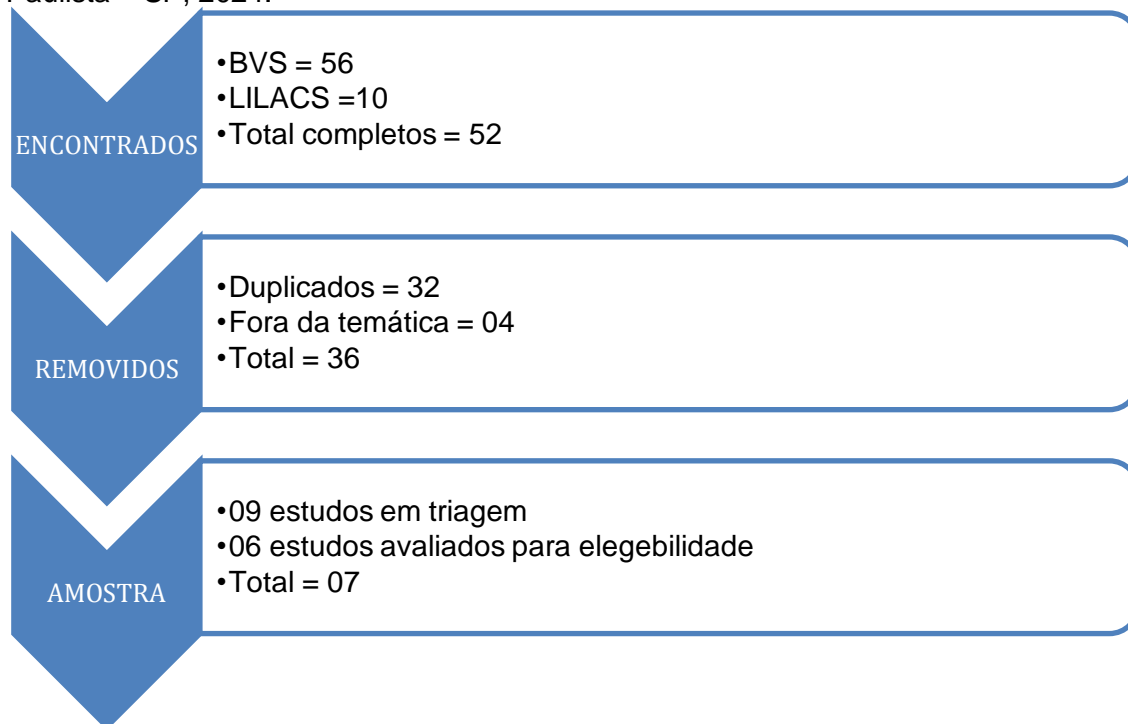 •BVS = 56
•LILACS =10
•Total completos = 52
ENCONTRADOS
•Duplicados = 32
•Fora da temática = 04
•Total = 36
REMOVIDOS
•09 estudos em triagem
•06 estudos avaliados para elegebilidade
•Total = 07
AMOSTRA